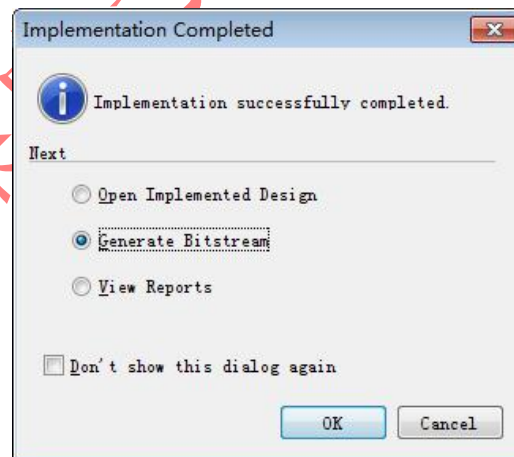 Implementation Completed
Implementation successfully completed.
Next
Open Implemented Design
Generate Bitstream
View Reports
Don't show this dialog again
OK
Cancel